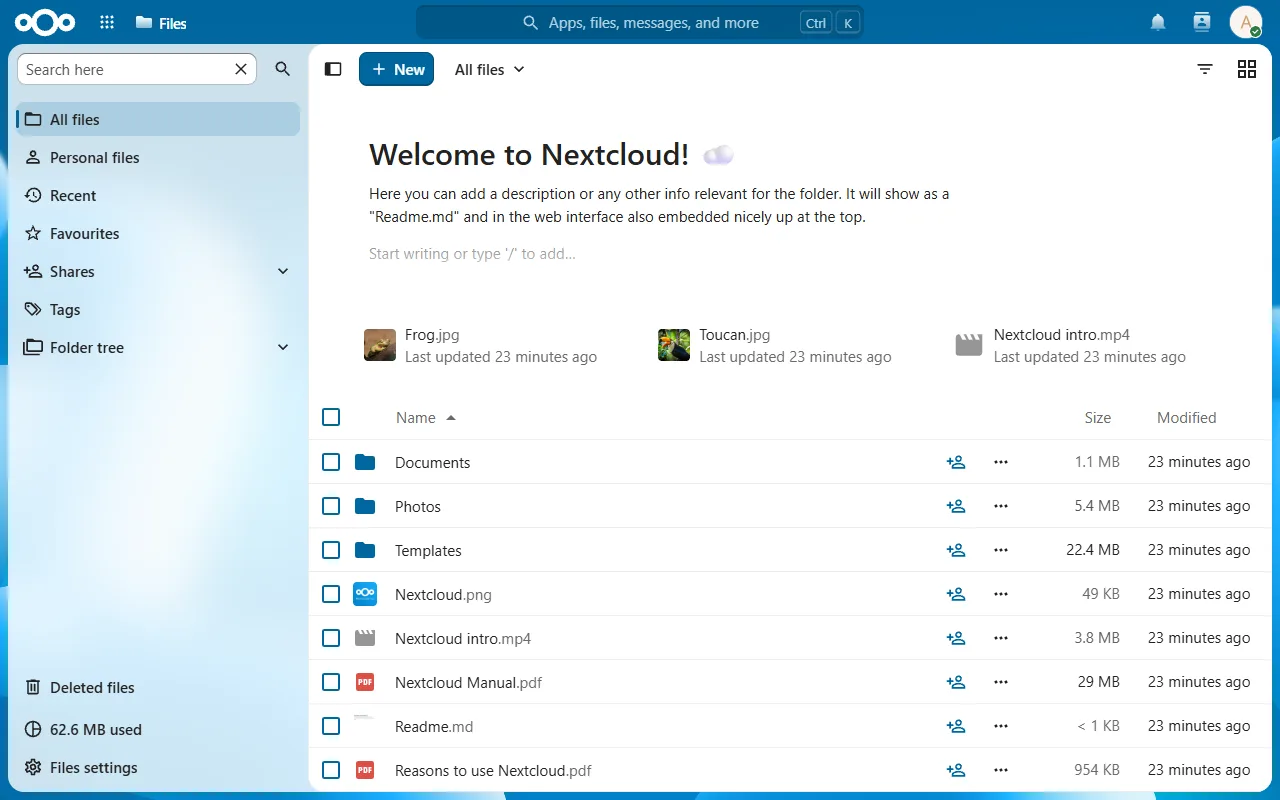 Files
Apps, files, messages, and more
Ctrl
K
A
Search here
New
All files
All files
Personal files
Recent
Favourites
Shares
Tags
Folder tree
Deleted files
62.6 MB used
Files settings
Welcome to Nextcloud!
Here you can add a description or any other info relevant for the folder. It will show as a
"Readme.md" and in the web interface also embedded nicely up at the top.
Start writing or type '/' to add...
Frog.jpg
Last updated 23 minutes ago
Toucan.jpg
Last updated 23 minutes ago
Nextcloud intro.mp4
Last updated 23 minutes ago
Name Size Modified
Documents 1.1 MB 23 minutes ago
Photos 5.4 MB 23 minutes ago
Templates 22.4 MB 23 minutes ago
Nextcloud.png 49 KB 23 minutes ago
Nextcloud intro.mp4 3.8 MB 23 minutes ago
PDF Nextcloud Manual.pdf 29 MB 23 minutes ago
Readme.md < 1 KB 23 minutes ago
PDF Reasons to use Nextcloud.pdf 954 KB 23 minutes ago